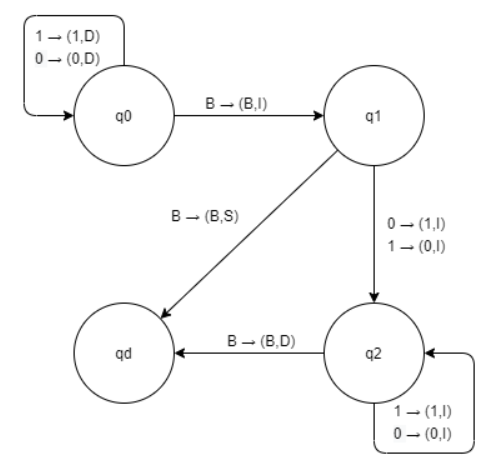 1 → (1,D)
0 → (0,D)
q0
B → (B,I)
q1
B → (B,S)
0 → (1,I)
1 → (0,I)
qd
B → (B,D)
q2
1 → (1,I)
0 → (0,I)